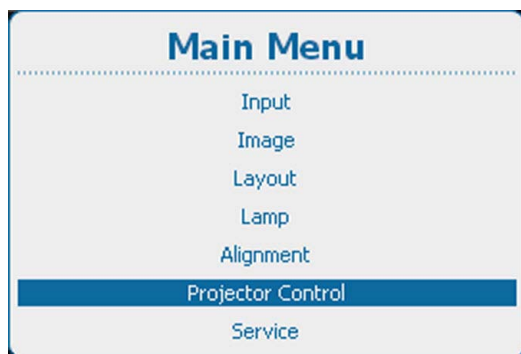 Main Menu
Input
Image
Layout
Lamp
Alignment
Projector Control
Service